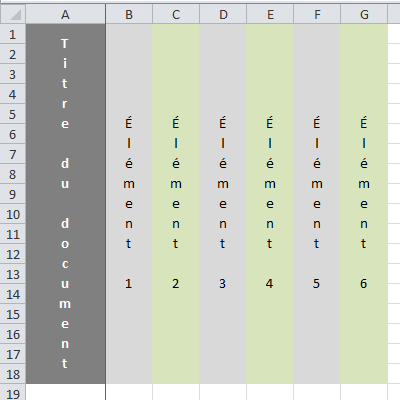 A B C D E F G
1
2
3
4
5
6
7
8
9
10
11
12
13
14
15
16
17
18
19
Titre du document
Élément 1
Élément 2
Élément 3
Élément 4
Élément 5
Élément 6